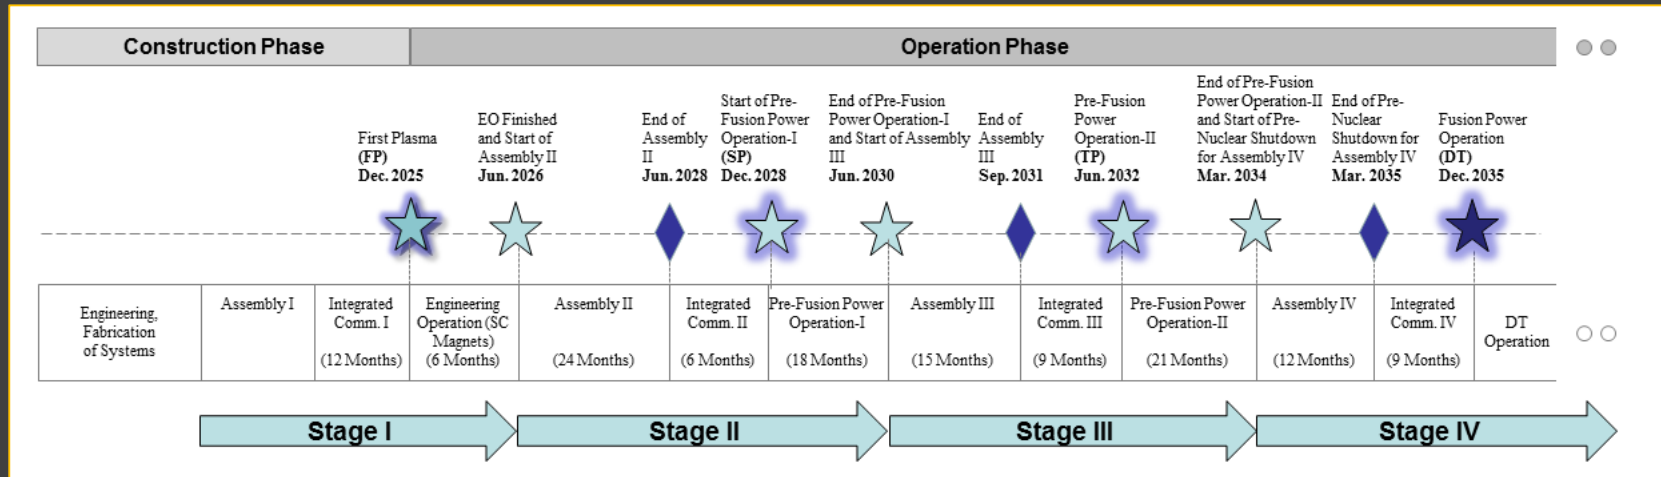 Construction Phase
Operation Phase
First Plasma
(FP)
Dec. 2025
EO Finished
and Start of
Assembly II
Jun. 2026
End of
Assembly
II
Jun. 2028
Start of Pre-
Fusion Power
Operation-I
(SP)
Dec. 2028
End of Pre-Fusion
Power Operation-I
and Start of Assembly
III
Jun. 2030
End of
Assembly
III
Sep. 2031
Pre-Fusion
Power
Operation-II
(TP)
Jun. 2032
End of Pre-Fusion
Power Operation-II
and Start of Pre-
Nuclear Shutdown
for Assembly IV
Mar. 2034
End of Pre-
Nuclear
Shutdown for
Assembly IV
Mar. 2035
Fusion Power
Operation
(DT)
Dec. 2035
Engineering,
Fabrication
of Systems
Assembly I
Integrated
Comm. I
(12 Months)
Engineering
Operation (SC
Magnets)
(6 Months)
Assembly II
(24 Months)
Integrated
Comm. II
(6 Months)
Pre-Fusion Power
Operation-I
(18 Months)
Assembly III
(15 Months)
Integrated
Comm. III
(9 Months)
Pre-Fusion Power
Operation-II
(21 Months)
Assembly IV
(12 Months)
Integrated
Comm. IV
(9 Months)
DT
Operation
Stage I
Stage II
Stage III
Stage IV